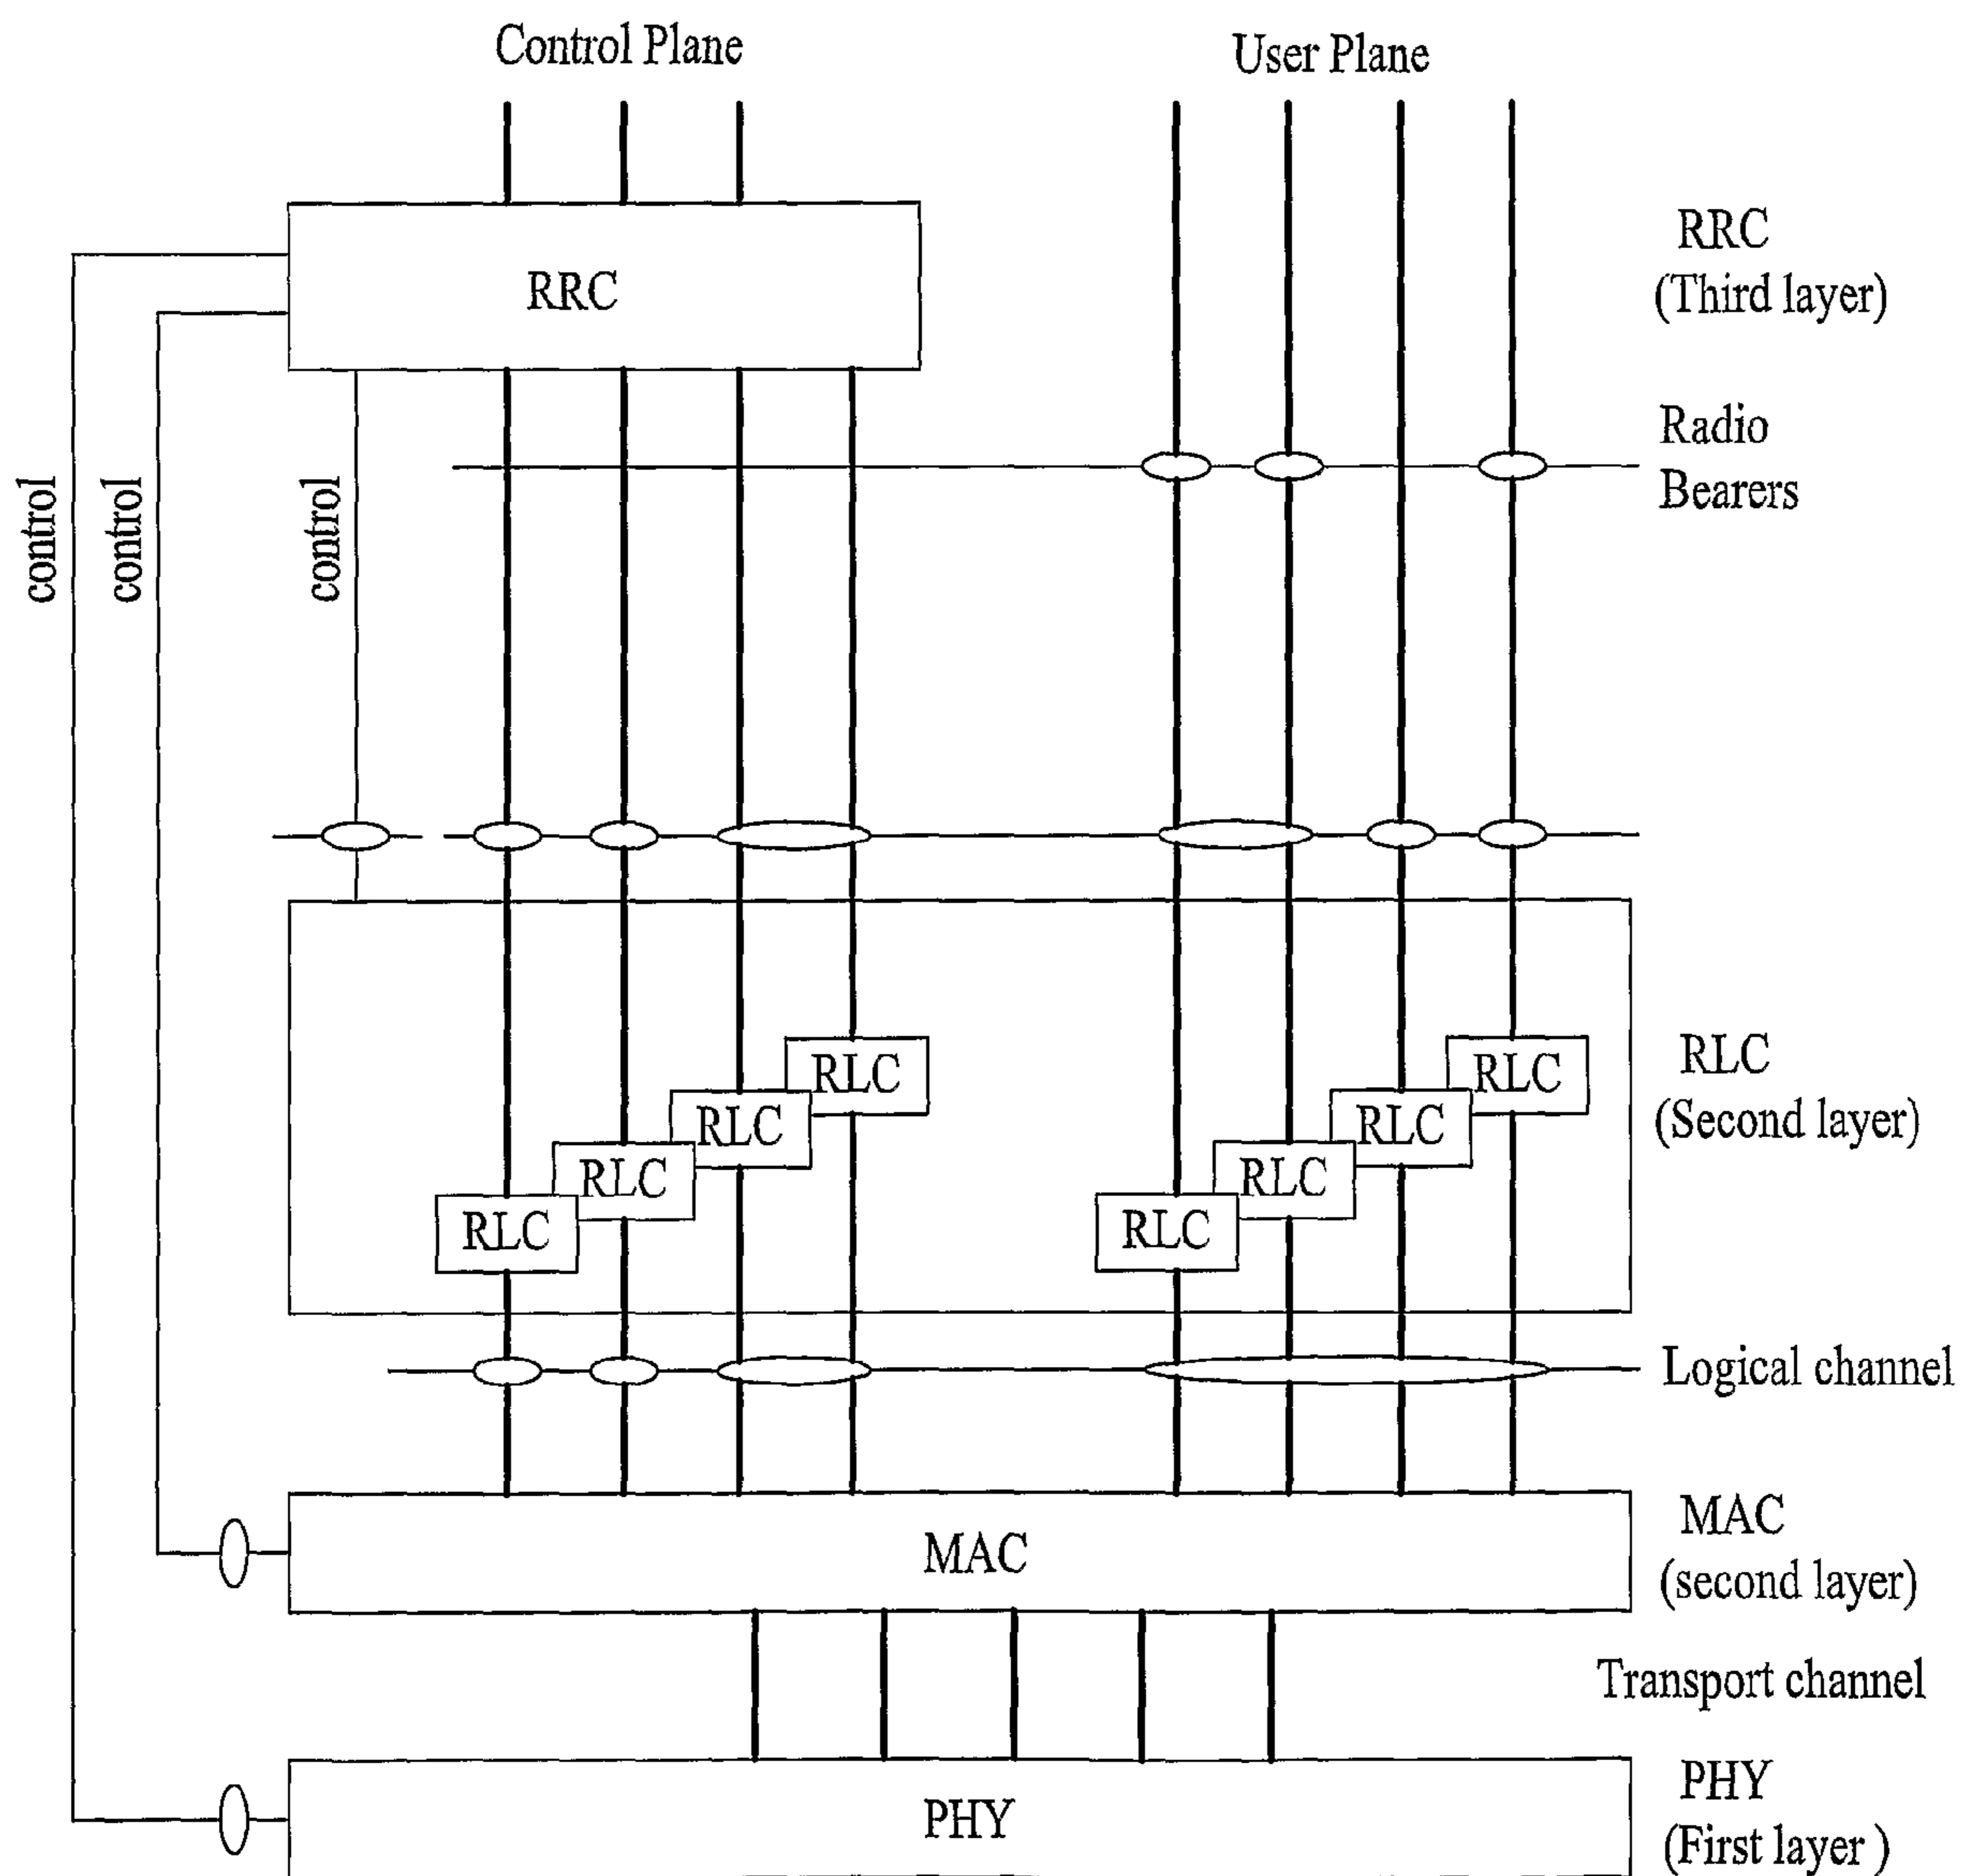 Control Plane
User Plane
RRC
RRC
(Third layer)
Radio
Bearers
control
control
control
RLC
RLC
RLC
RLC
RLC
RLC
RLC
RLC
RLC
(Second layer)
Logical channel
MAC
MAC
(second layer)
Transport channel
PHY
PHY
(First layer )